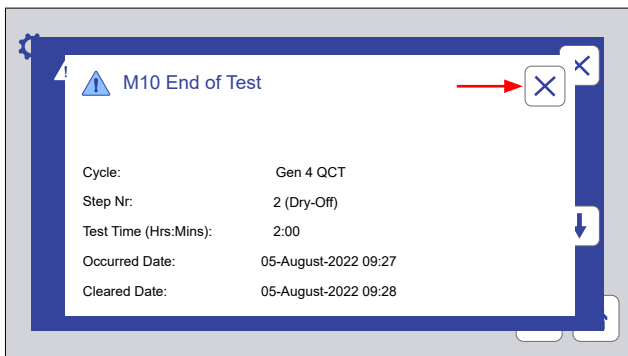 M10 End of Test
Cycle: Gen 4 QCT
Step Nr: 2 (Dry-Off)
Test Time (Hrs:Mins): 2:00
Occurred Date: 05-August-2022 09:27
Cleared Date: 05-August-2022 09:28